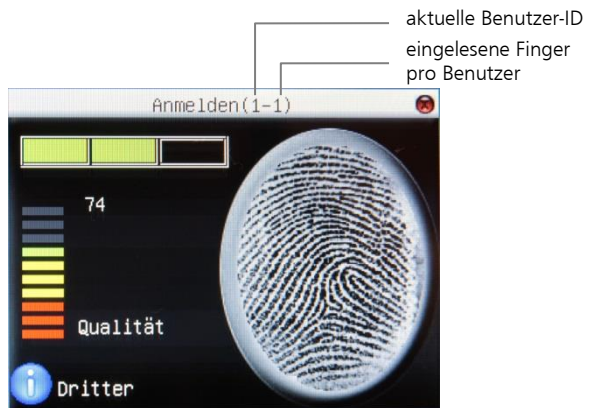 aktuelle Benutzer-ID
eingelesene Finger
pro Benutzer
Anmelden(1-1)
74
Qualität
Dritter